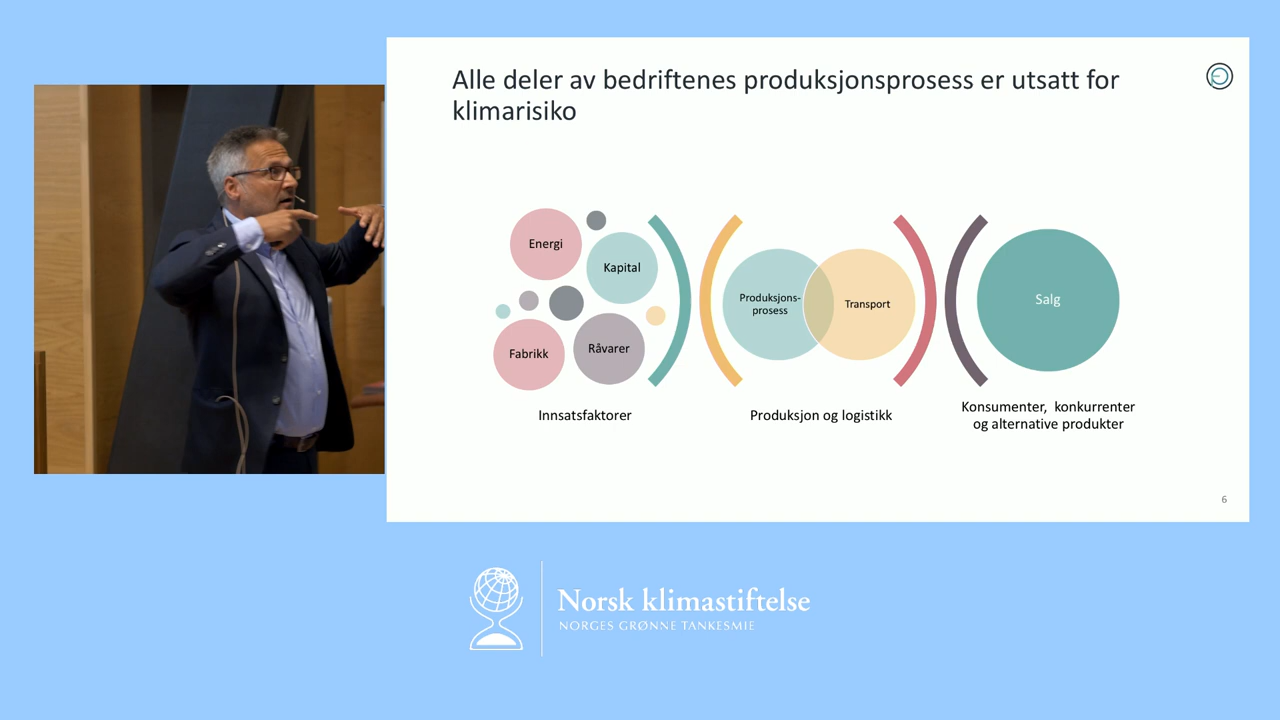 Alle deler av bedriftenes produksjonsprosess er utsatt for
klimarisiko
Energi
Kapital
Fabrikk
Råvarer
Innsatsfaktorer
Produksjons-
prosess
Transport
Produksjon og logistikk
Salg
Konsumenter, konkurrenter
og alternative produkter
6
Norsk klimastiftelse
NORGES GRØNNE TANKESMIE